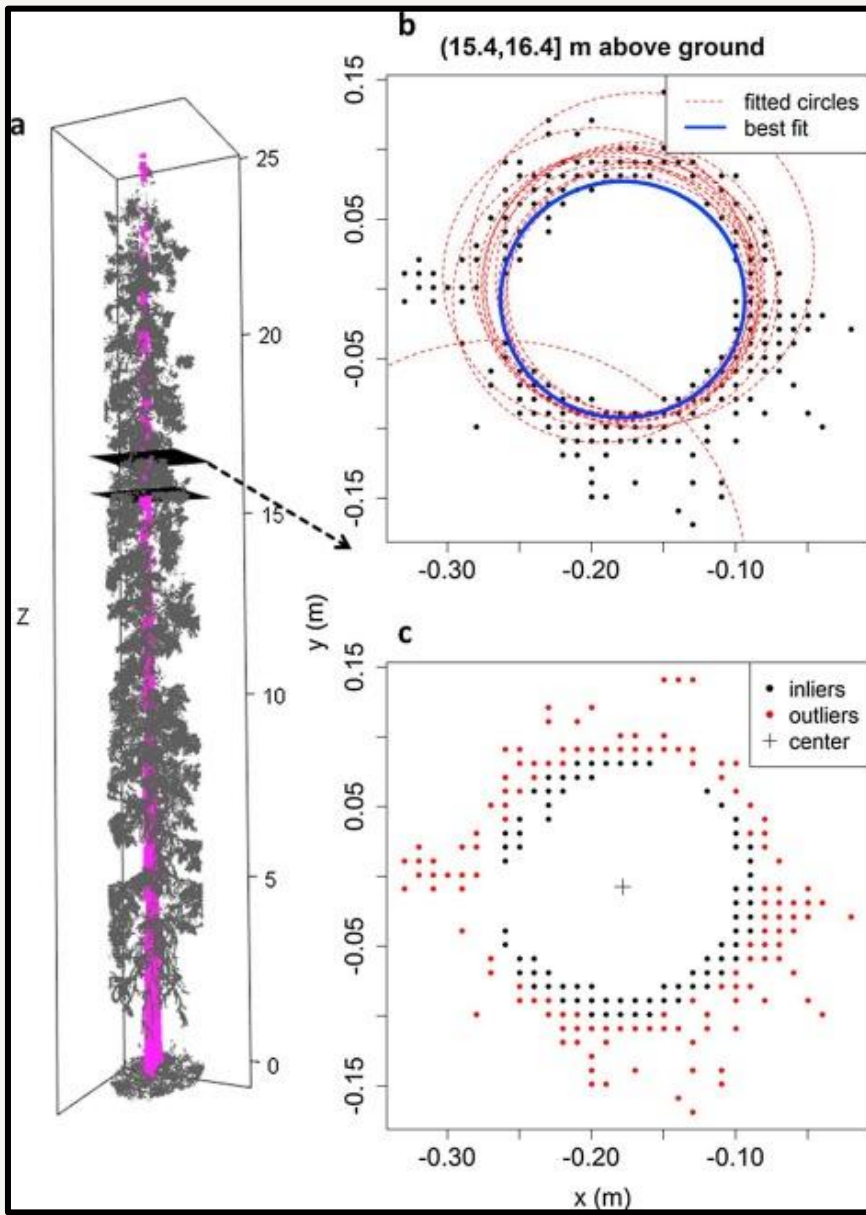 a
Z
25
20
15
10
5
0
b
(15.4,16.4] m above ground
fitted circles
best fit
0.15
0.05
-0.05
-0.15
-0.30
-0.20
-0.10
y (m)
c
inliers
outliers
center
0.15
0.05
-0.05
-0.15
-0.30
-0.20
-0.10
x (m)